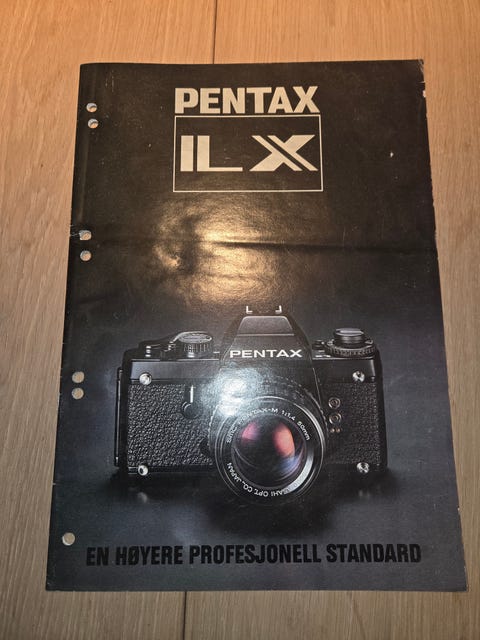 PENTAX
LX
PENTAX
SMC PENTAX-M 1:1.4 50mm
ASAHI OPT. CO., JAPAN
EN HØYERE PROFESJONELL STANDARD